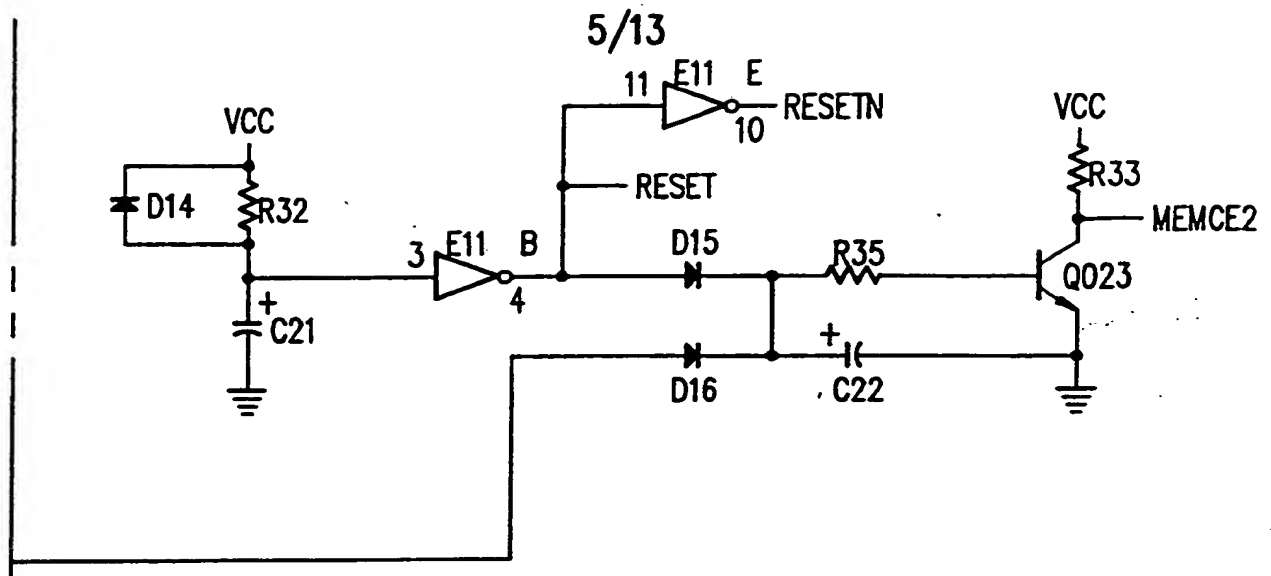 5/13
11 E11 E
10
RESETN
VCC
VCC
D14
R32
RESET
R33
MEMCE2
3 E11 B
4
D15
R35
Q023
+
C21
D16
+
C22